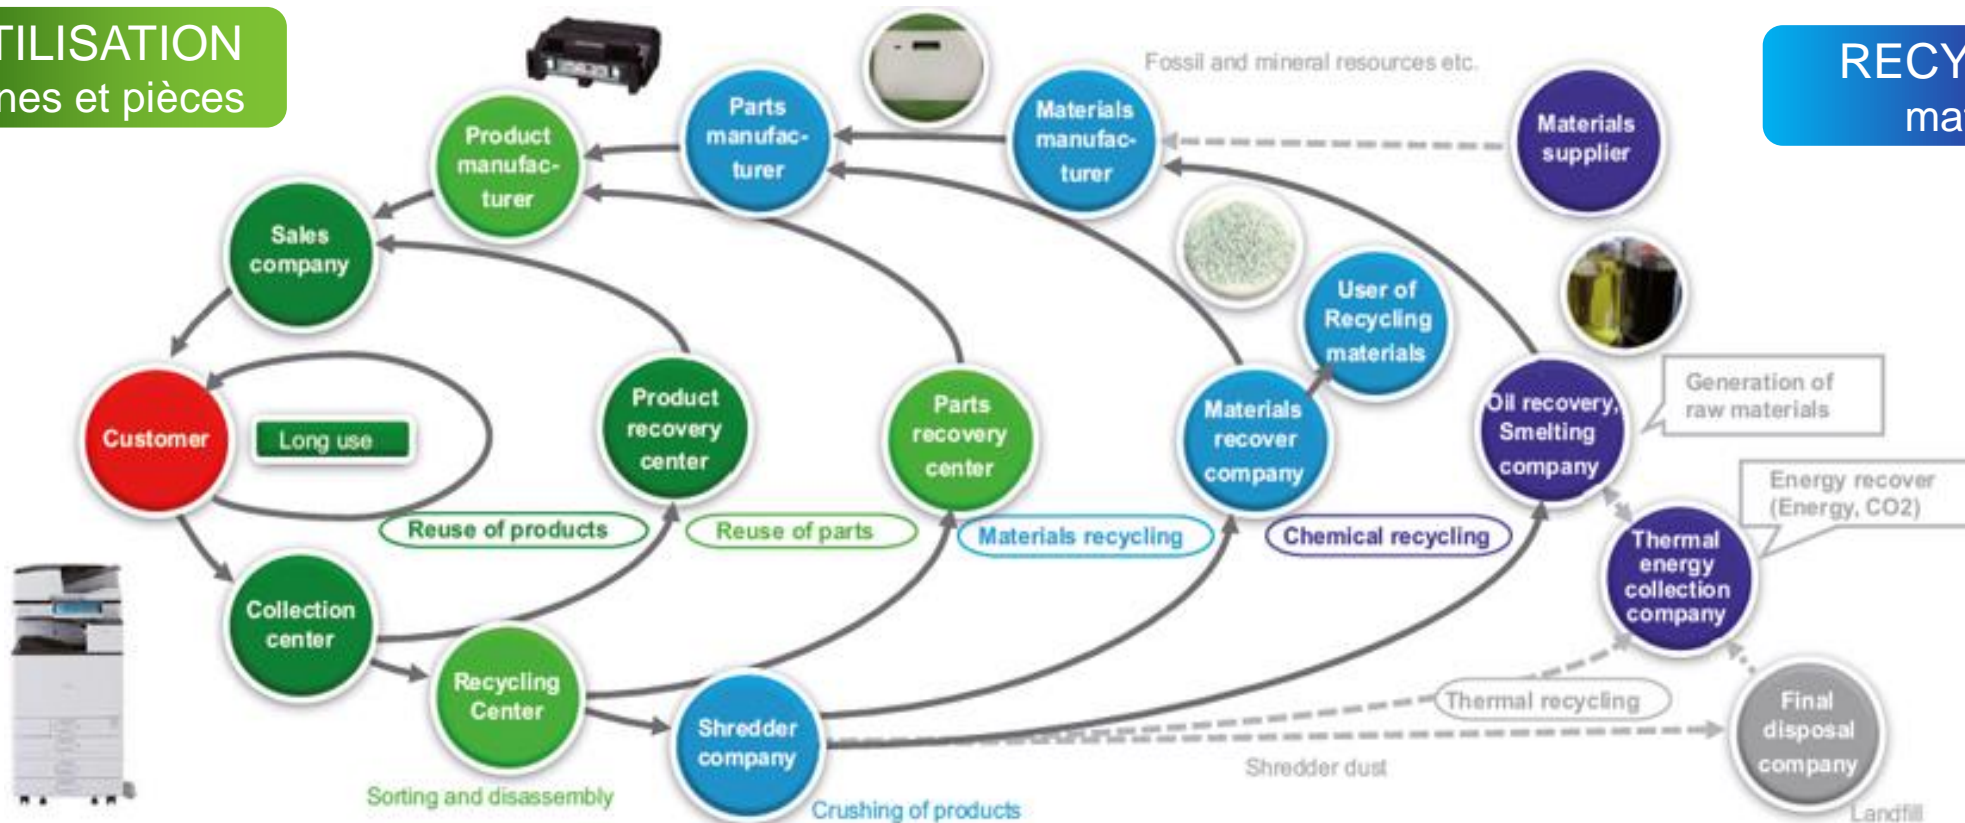 TILISATION
mes et pièces
RECY
mat
Fossil and mineral resources etc.
Product
manufac-
turer
Parts
manufac-
turer
Materials
manufac-
turer
Materials
supplier
Sales
company
User of
Recycling
materials
Customer
Long use
Product
recovery
center
Parts
recovery
center
Materials
recover
company
Oil recovery,
Smelting
company
Generation of
raw materials
Energy recover
(Energy, CO2)
Reuse of products
Reuse of parts
Materials recycling
Chemical recycling
Thermal
energy
collection
company
Collection
center
Recycling
Center
Shredder
company
Thermal recycling
Final
disposal
company
Shredder dust
Sorting and disassembly
Crushing of products
Landfill